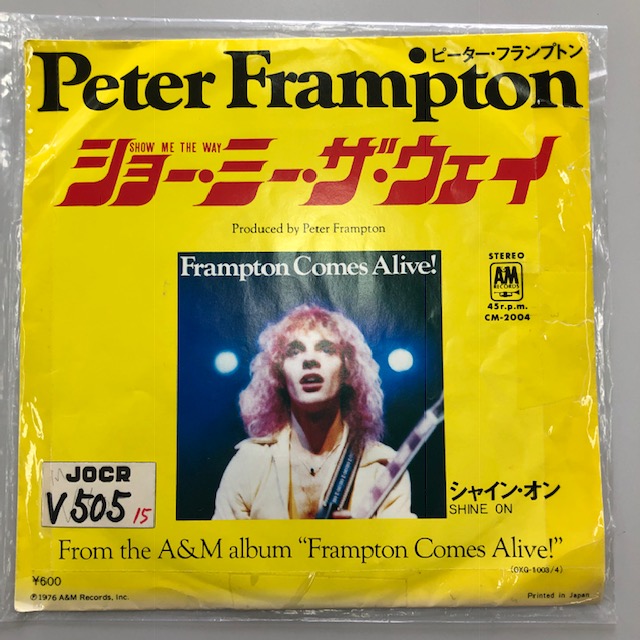 ピーター・フランプトン
Peter Frampton
SHOW ME THE WAY
ショー・ミー・ザ・ウェイ
Produced by Peter Frampton
Frampton Comes Alive!
STEREO
A&M
RECORDS
45 r.p.m.
CM-2004
JOCR
V505 15
シャイン・オン
SHINE ON
From the A&M album "Frampton Comes Alive!"
(GXG-1003/4)
¥600
℗1976 A&M Records, Inc.
Printed in Japan